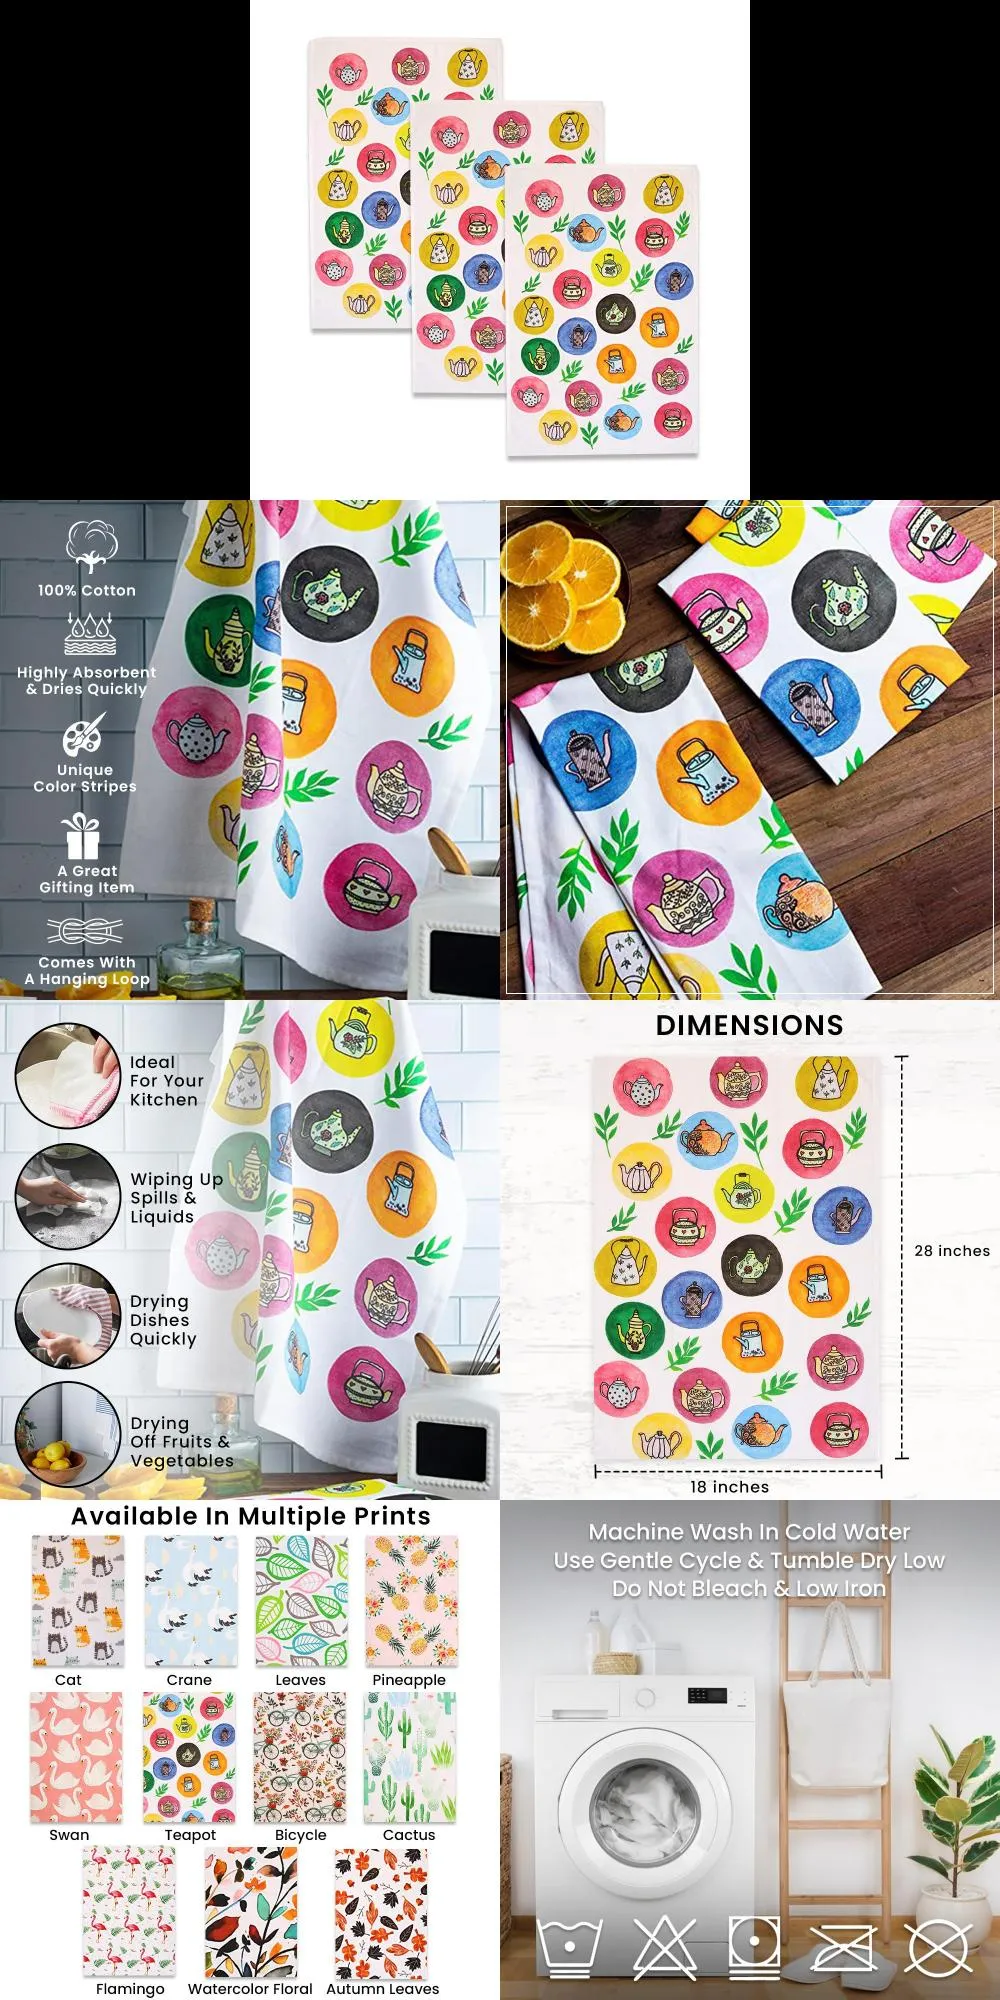 100% Cotton
Highly Absorbent
& Dries Quickly
Unique
Color Stripes
A Great
Gifting Item
Comes With
A Hanging Loop
Ideal
For Your
Kitchen
Wiping Up
Spills &
Liquids
Drying
Dishes
Quickly
Drying
Off Fruits &
Vegetables
DIMENSIONS
28 inches
18 inches
Available In Multiple Prints
Cat
Crane
Leaves
Pineapple
Swan
Teapot
Bicycle
Cactus
Flamingo
Watercolor Floral
Autumn Leaves
Machine Wash In Cold Water
Use Gentle Cycle & Tumble Dry Low
Do Not Bleach & Low Iron